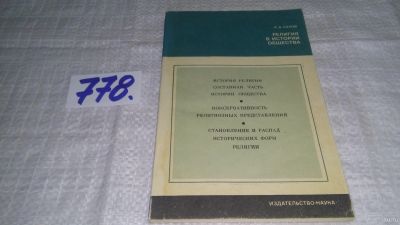 778.
РЕЛИГИЯ
В ИСТОРИИ
ОБЩЕСТВА
ИСТОРИЯ РЕЛИГИИ
СОСТАВНАЯ ЧАСТЬ
ИСТОРИИ ОБЩЕСТВА
КОНСЕРВАТИВНОСТЬ
РЕЛИГИОЗНЫХ ПРЕДСТАВЛЕНИЙ
СТАНОВЛЕНИЕ И РАСПАД
ИСТОРИЧЕСКИХ ФОРМ
РЕЛИГИИ
ИЗДАТЕЛЬСТВО·НАУКА·